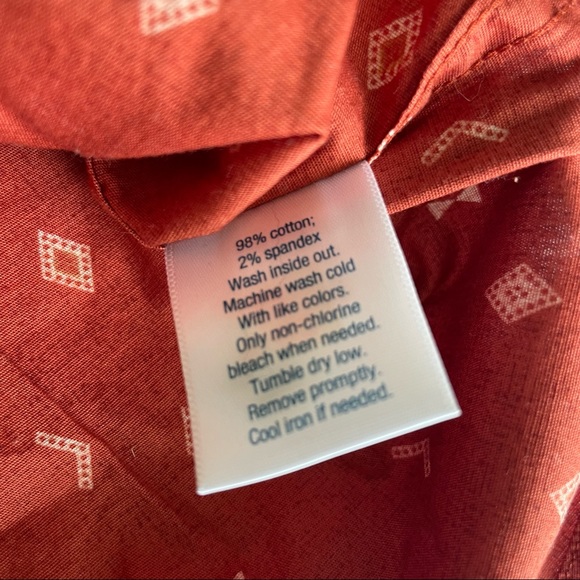 98% cotton;
2% spandex
Wash inside out.
Machine wash cold
With like colors.
Only non-chlorine
bleach when needed.
Tumble dry low.
Remove promptly.
Cool iron if needed.